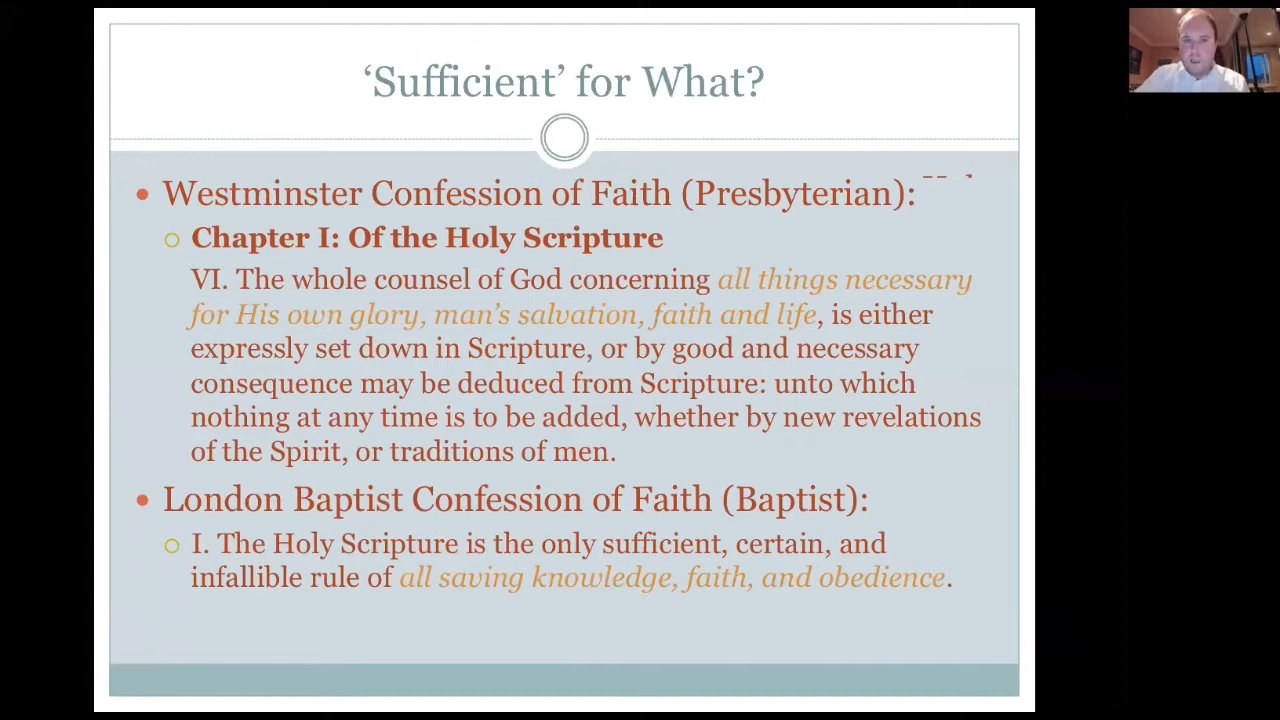 ‘Sufficient’ for What?
• Westminster Confession of Faith (Presbyterian):
Chapter I: Of the Holy Scripture
VI. The whole counsel of God concerning all things necessary
for His own glory, man’s salvation, faith and life, is either
expressly set down in Scripture, or by good and necessary
consequence may be deduced from Scripture: unto which
nothing at any time is to be added, whether by new revelations
of the Spirit, or traditions of men.
• London Baptist Confession of Faith (Baptist):
I. The Holy Scripture is the only sufficient, certain, and
infallible rule of all saving knowledge, faith, and obedience.